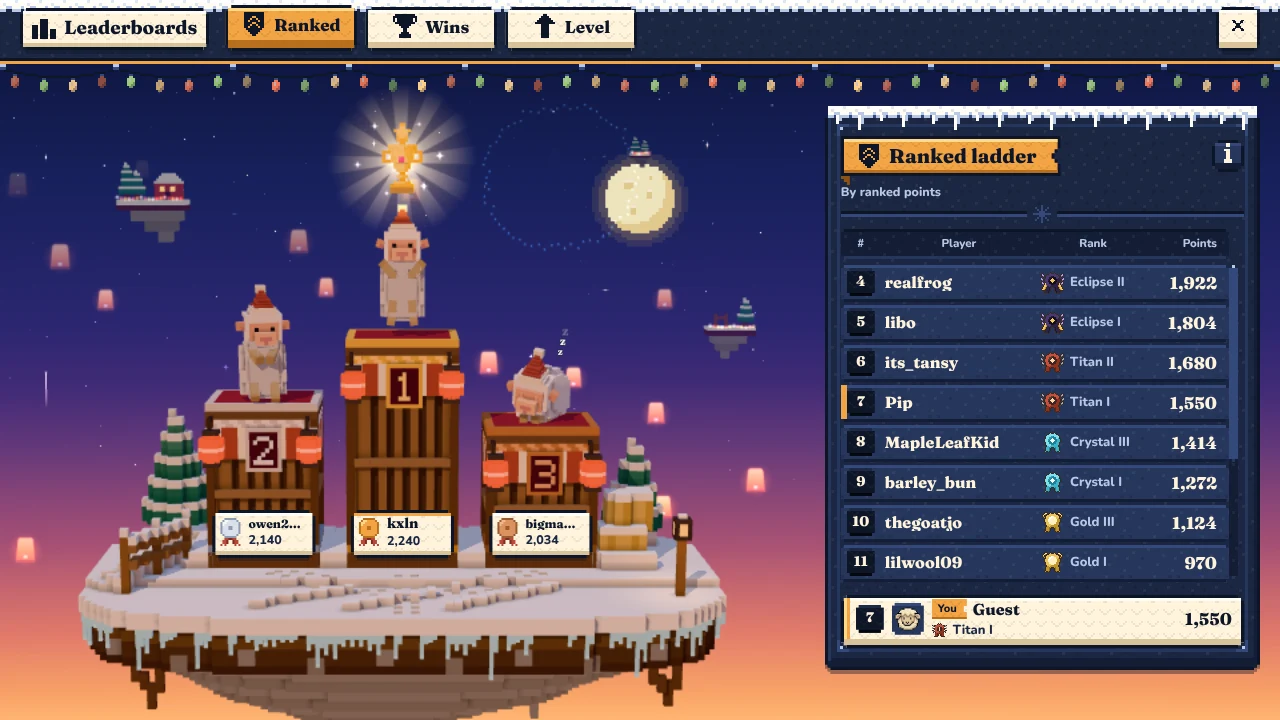 Leaderboards
Ranked
Wins
Level
Ranked ladder
By ranked points
# Player Rank Points
4 realfrog Eclipse II 1,922
5 libo Eclipse I 1,804
6 its_tansy Titan II 1,680
7 Pip Titan I 1,550
8 MapleLeafKid Crystal III 1,414
9 barley_bun Crystal I 1,272
10 thegoatjo Gold III 1,124
11 lilwool09 Gold I 970
7 You Guest 1,550
Titan I
z
z
z
1
2
3
owen2...
2,140
kxln
2,240
bigma...
2,034